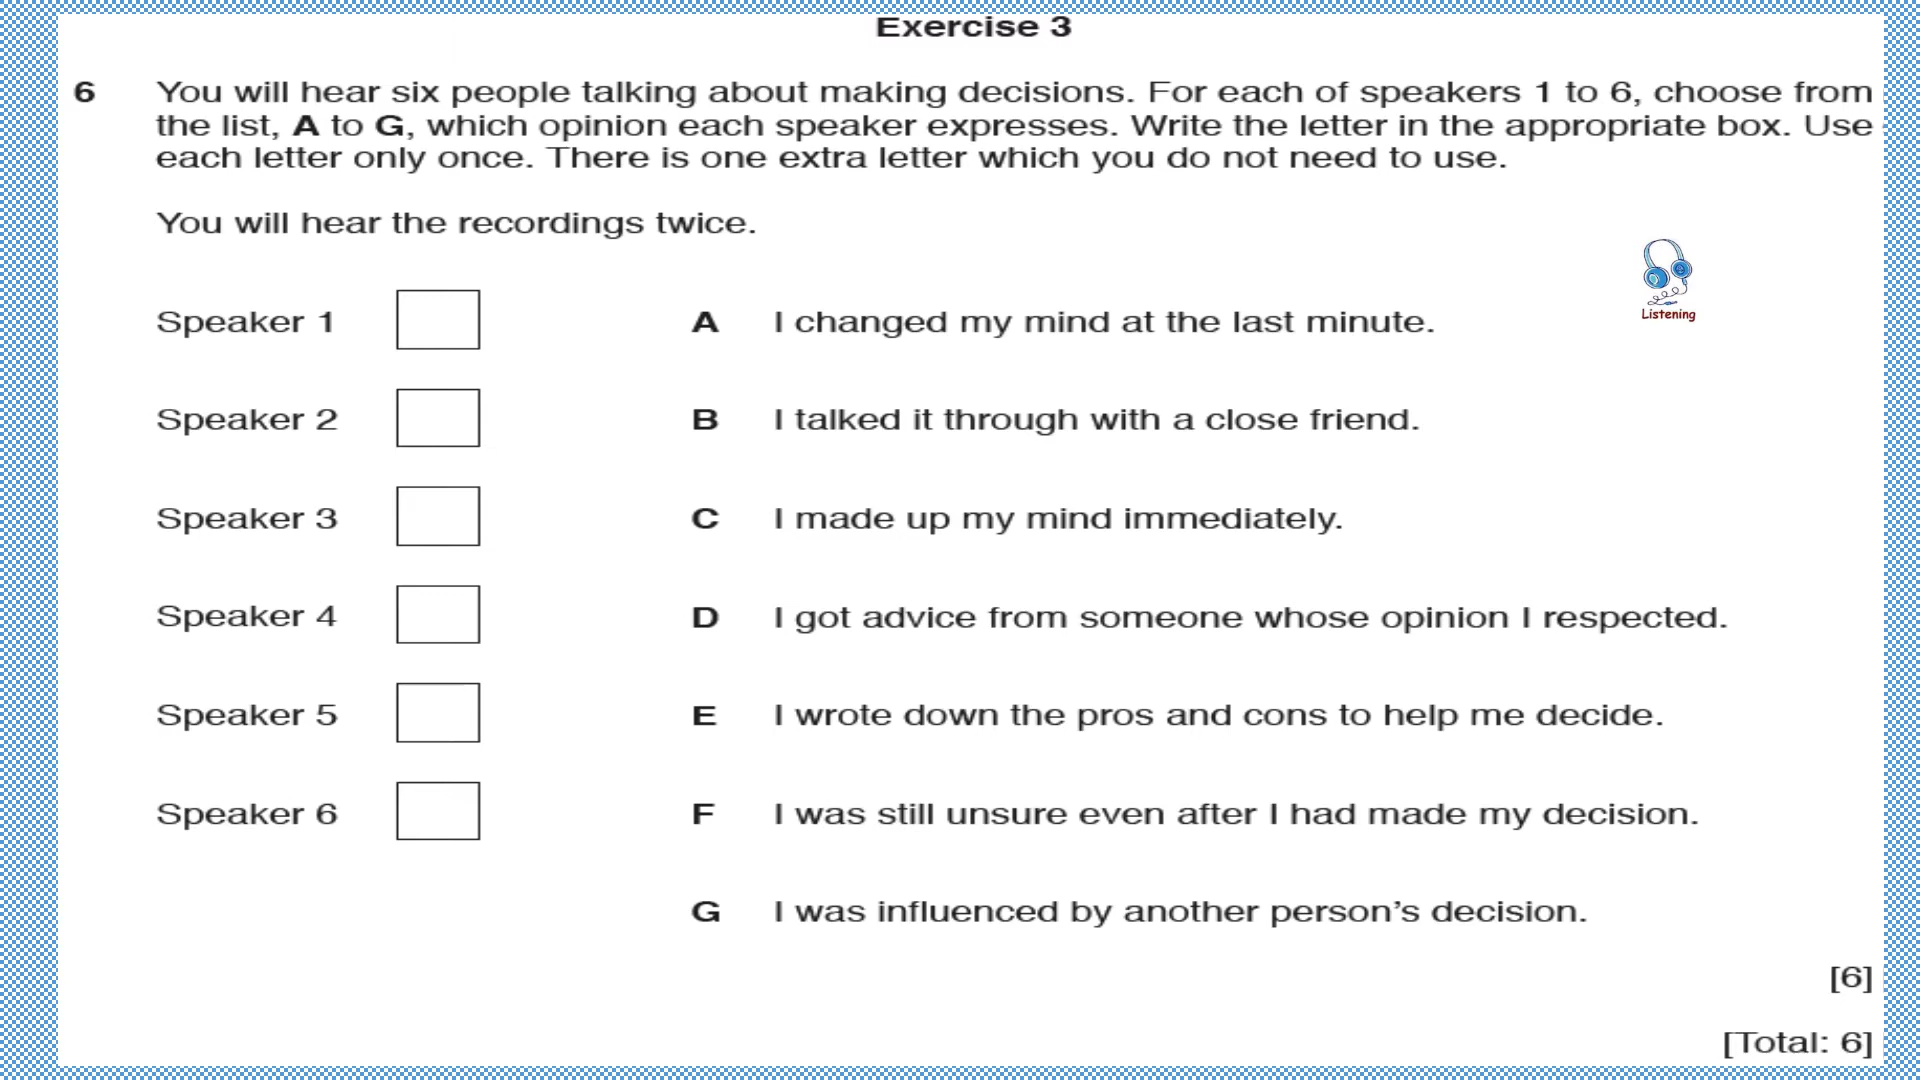 Exercise 3
6 You will hear six people talking about making decisions. For each of speakers 1 to 6, choose from
the list, A to G, which opinion each speaker expresses. Write the letter in the appropriate box. Use
each letter only once. There is one extra letter which you do not need to use.
You will hear the recordings twice.
Listening
Speaker 1 A I changed my mind at the last minute.
Speaker 2 B I talked it through with a close friend.
Speaker 3 C I made up my mind immediately.
Speaker 4 D I got advice from someone whose opinion I respected.
Speaker 5 E I wrote down the pros and cons to help me decide.
Speaker 6 F I was still unsure even after I had made my decision.
G I was influenced by another person's decision.
[6]
[Total: 6]